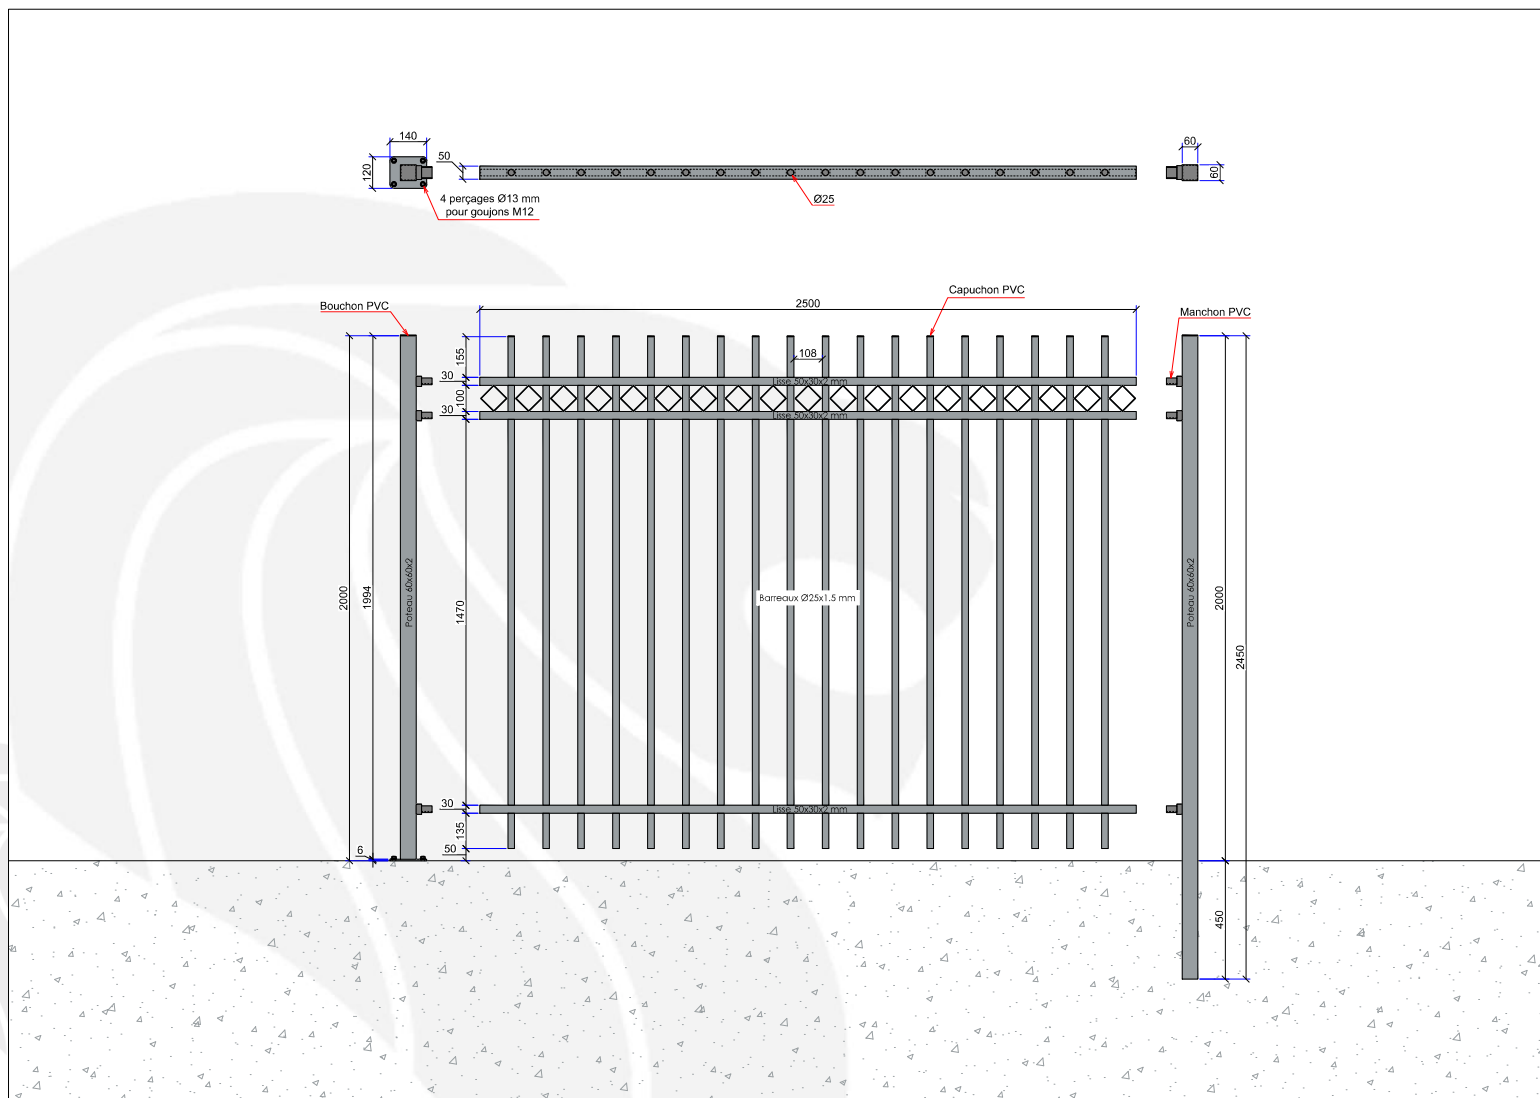 140
120
50
4 perçages Ø13 mm
pour goujons M12
Ø25
60
60
Bouchon PVC
2500
Capuchon PVC
Manchon PVC
155
108
30
Lisse 50x30x2 mm
100
30
Lisse 50x30x2 mm
2000
1994
Poteau 60x60x2
1470
Barreaux Ø25x1.5 mm
Poteau 60x60x2
2000
2450
30
Lisse 50x30x2 mm
135
6
50
450